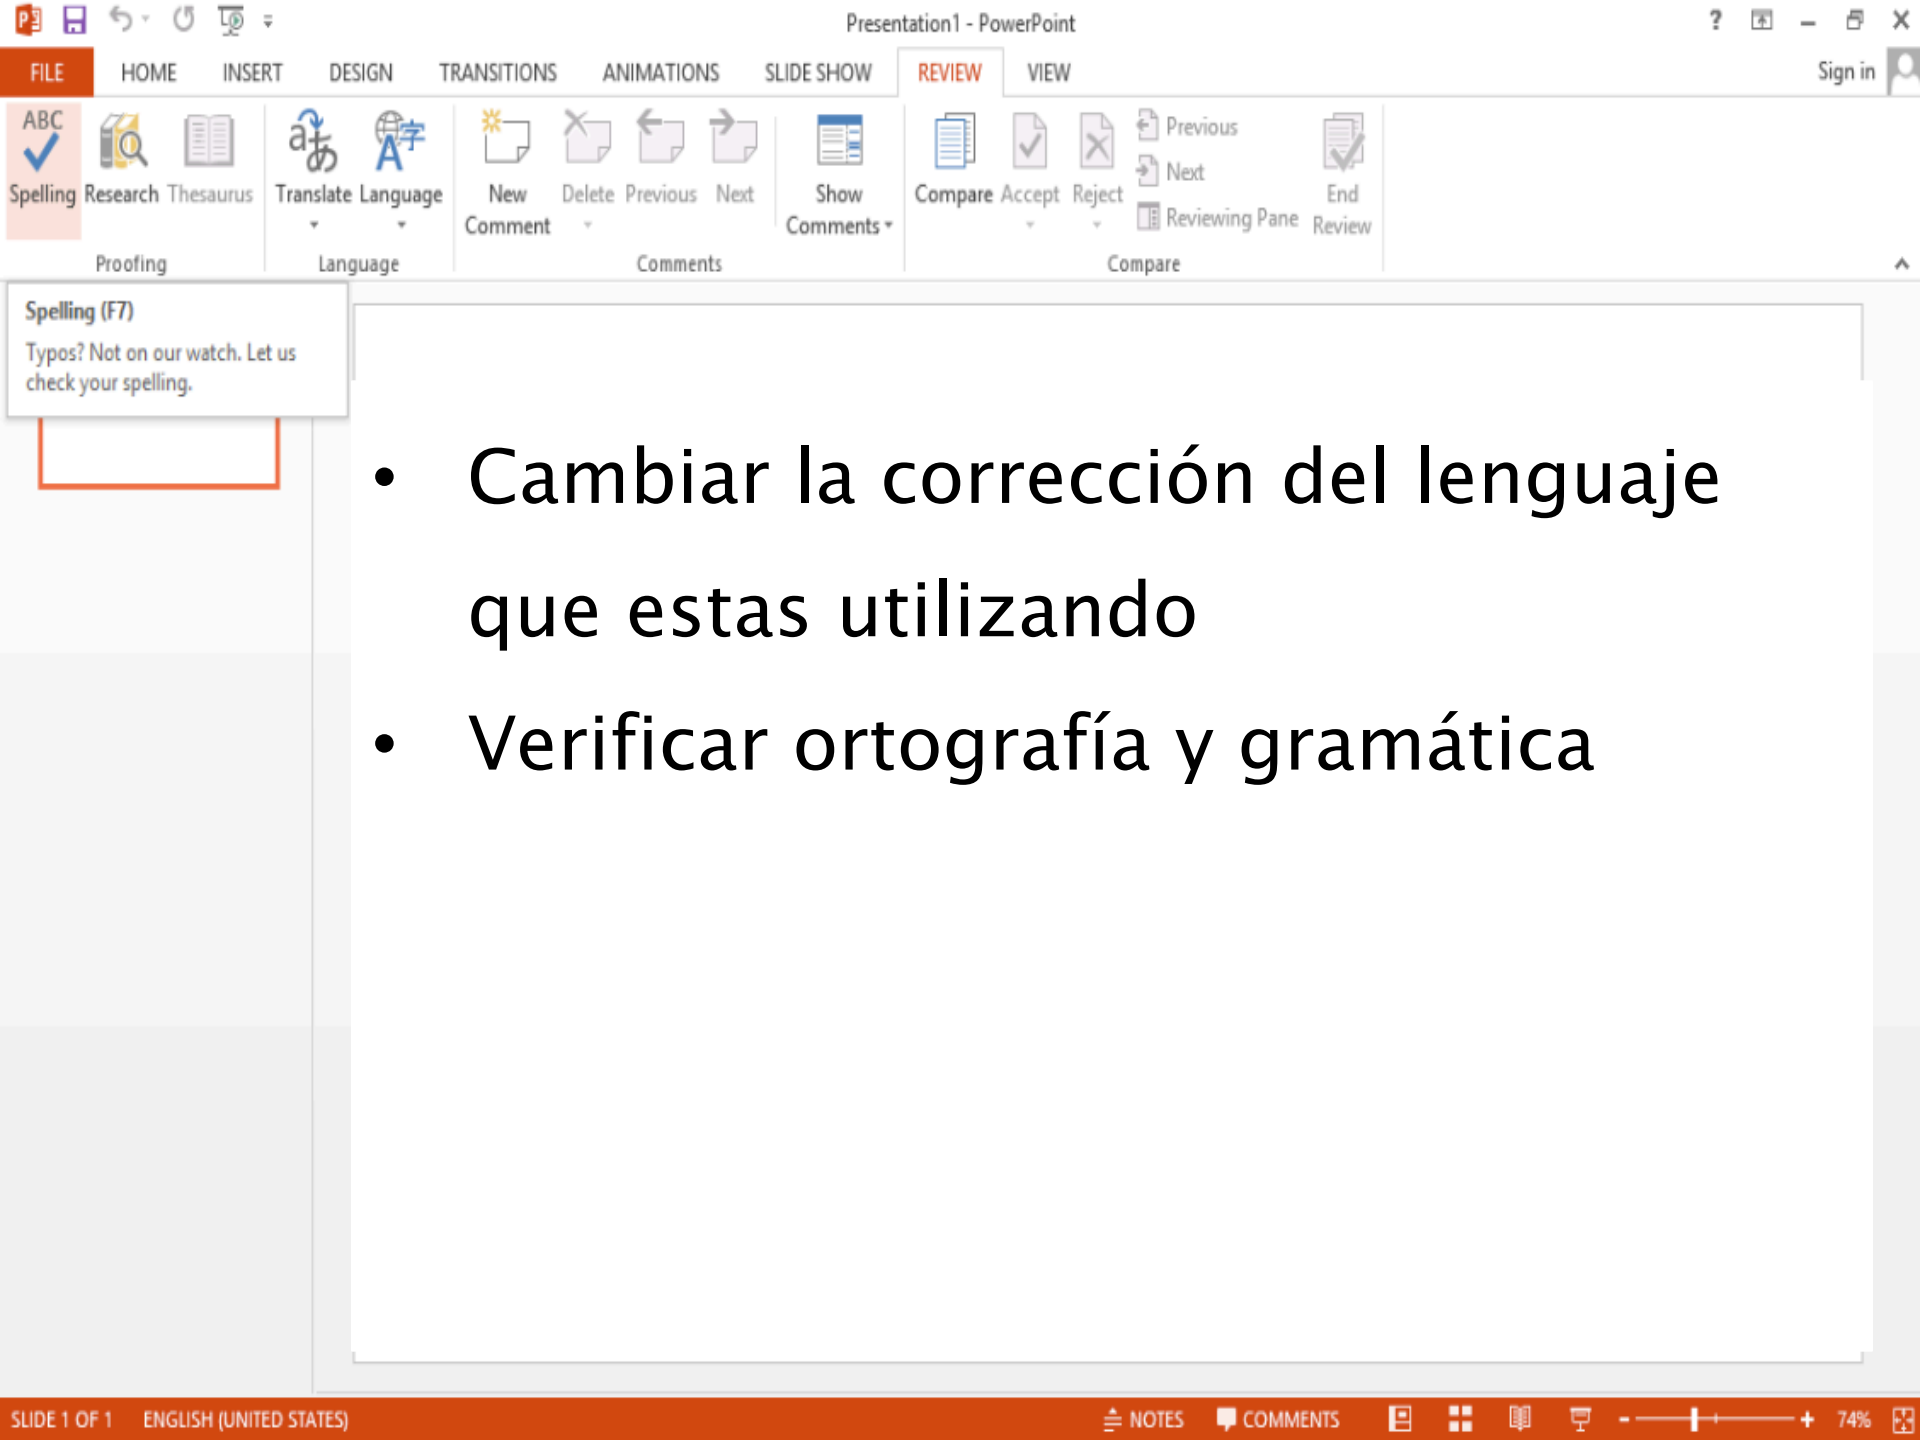 Presentation1 - PowerPoint
FILE HOME INSERT DESIGN TRANSITIONS ANIMATIONS SLIDE SHOW REVIEW VIEW Sign in
ABC
Spelling Research Thesaurus
Proofing
Translate Language
Language
New Comment Delete Previous Next Show Comments
Comments
Compare Accept Reject
Previous
Next
Reviewing Pane
End Review
Compare
Spelling (F7)
Typos? Not on our watch. Let us
check your spelling.
• Cambiar la corrección del lenguaje
que estas utilizando
• Verificar ortografía y gramática
SLIDE 1 OF 1 ENGLISH (UNITED STATES) NOTES COMMENTS 74%